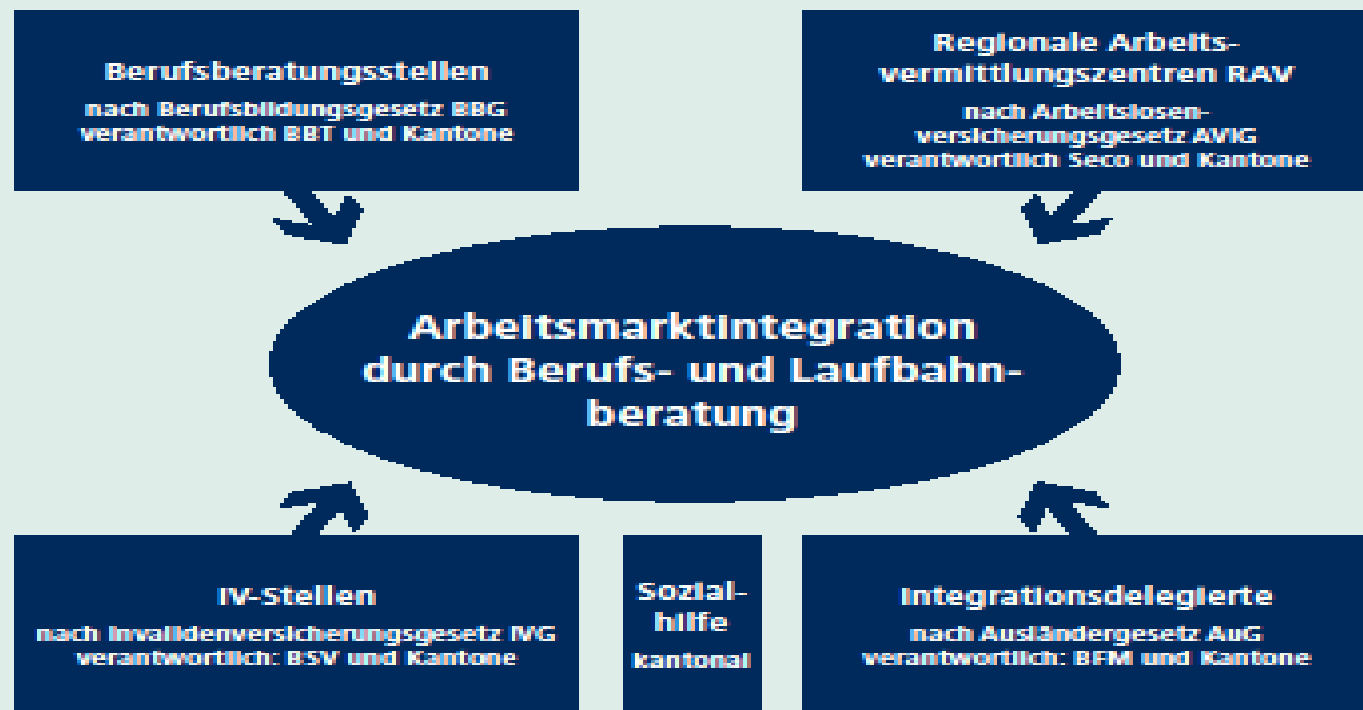 Berufsberatungsstellen
nach Berufsbildungsgesetz BBG
verantwortlich BBT und Kantone
Regionale Arbeits-
vermittlungszentren RAV
nach Arbeitslosen-
versicherungsgesetz AVIG
verantwortlich Seco und Kantone
Arbeitsmarktintegration
durch Berufs- und Laufbahn-
beratung
IV-Stellen
nach Invalidenversicherungsgesetz IVG
verantwortlich: BSV und Kantone
Sozial-
hilfe
kantonal
Integrationsdelegierte
nach Ausländergesetz AuG
verantwortlich: BFM und Kantone